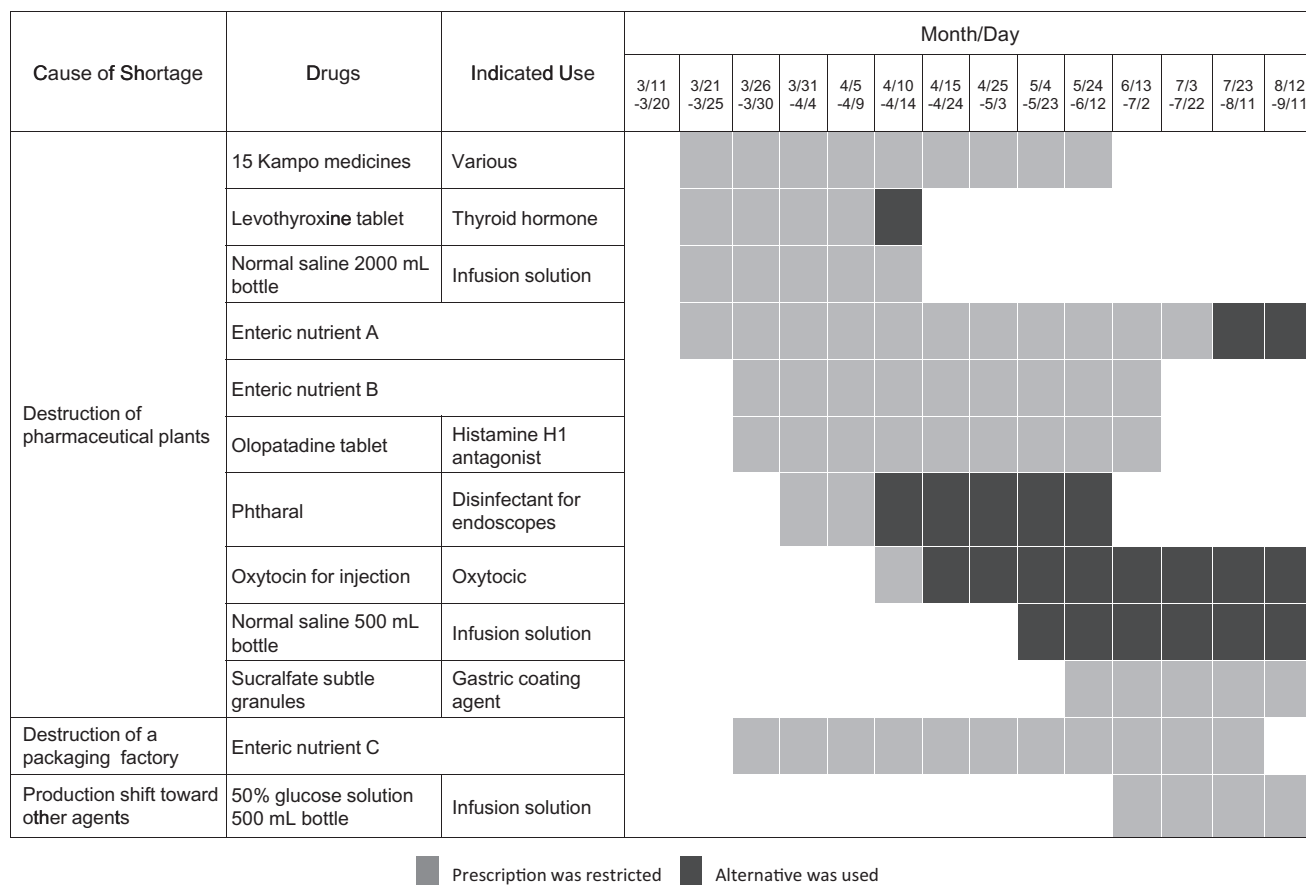 Cause of Shortage
Drugs
Indicated Use
Month/Day
3/11
-3/20
3/21
-3/25
3/26
-3/30
3/31
-4/4
4/5
-4/9
4/10
-4/14
4/15
-4/24
4/25
-5/3
5/4
-5/23
5/24
-6/12
6/13
-7/2
7/3
-7/22
7/23
-8/11
8/12
-9/11
Destruction of
pharmaceutical plants
15 Kampo medicines
Various
Levothyroxine tablet
Thyroid hormone
Normal saline 2000 mL
bottle
Infusion solution
Enteric nutrient A
Enteric nutrient B
Olopatadine tablet
Histamine H1
antagonist
Phtharal
Disinfectant for
endoscopes
Oxytocin for injection
Oxytocic
Normal saline 500 mL
bottle
Infusion solution
Sucralfate subtle
granules
Gastric coating
agent
Destruction of a
packaging factory
Enteric nutrient C
Production shift toward
other agents
50% glucose solution
500 mL bottle
Infusion solution
Prescription was restricted
Alternative was used